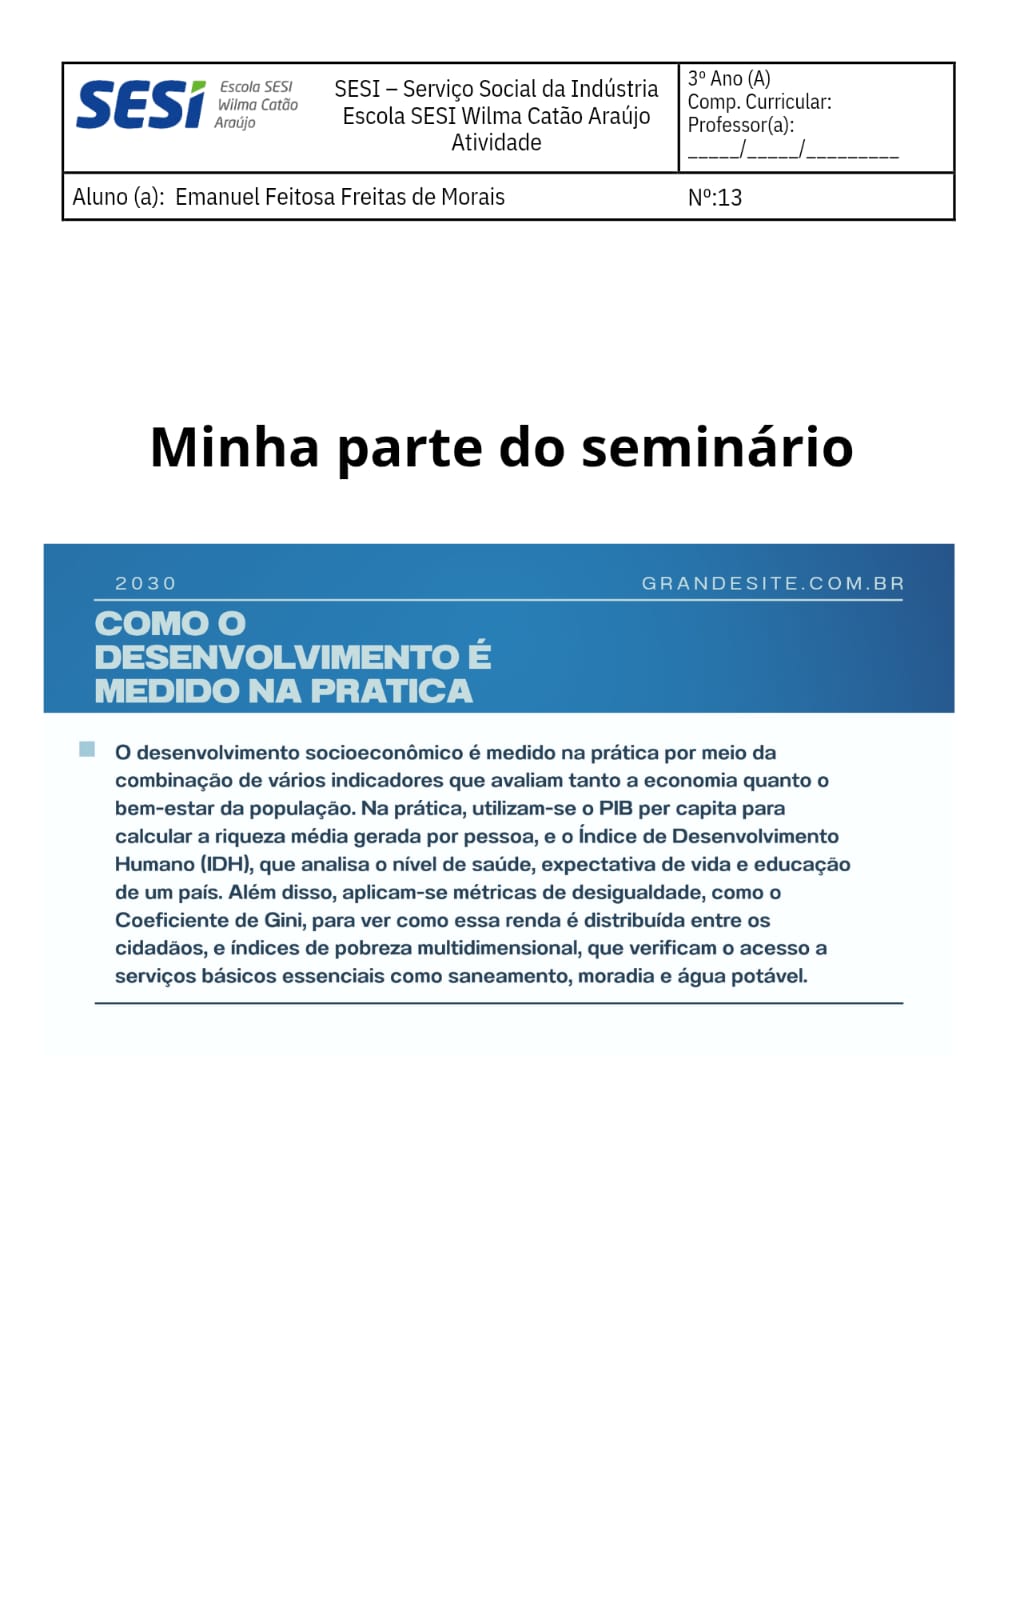 SESI
Escola SESI
Wilma Catão
Araújo
SESI – Serviço Social da Indústria
Escola SESI Wilma Catão Araújo
Atividade
3º Ano (A)
Comp. Curricular:
Professor(a):
_____/_____/_________
Aluno (a): Emanuel Feitosa Freitas de Morais
Nº:13
Minha parte do seminário
2030
GRANDESITE.COM.BR
COMO O
DESENVOLVIMENTO É
MEDIDO NA PRATICA
O desenvolvimento socioeconômico é medido na prática por meio da
combinação de vários indicadores que avaliam tanto a economia quanto o
bem-estar da população. Na prática, utilizam-se o PIB per capita para
calcular a riqueza média gerada por pessoa, e o Índice de Desenvolvimento
Humano (IDH), que analisa o nível de saúde, expectativa de vida e educação
de um país. Além disso, aplicam-se métricas de desigualdade, como o
Coeficiente de Gini, para ver como essa renda é distribuída entre os
cidadãos, e índices de pobreza multidimensional, que verificam o acesso a
serviços básicos essenciais como saneamento, moradia e água potável.